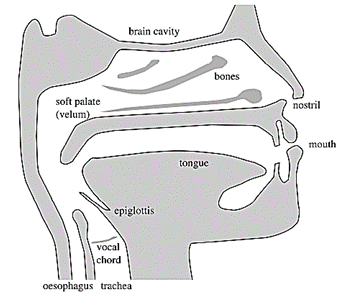 brain cavity
bones
nostril
soft palate
(velum)
mouth
tongue
epiglottis
vocal
chord
oesophagus trachea